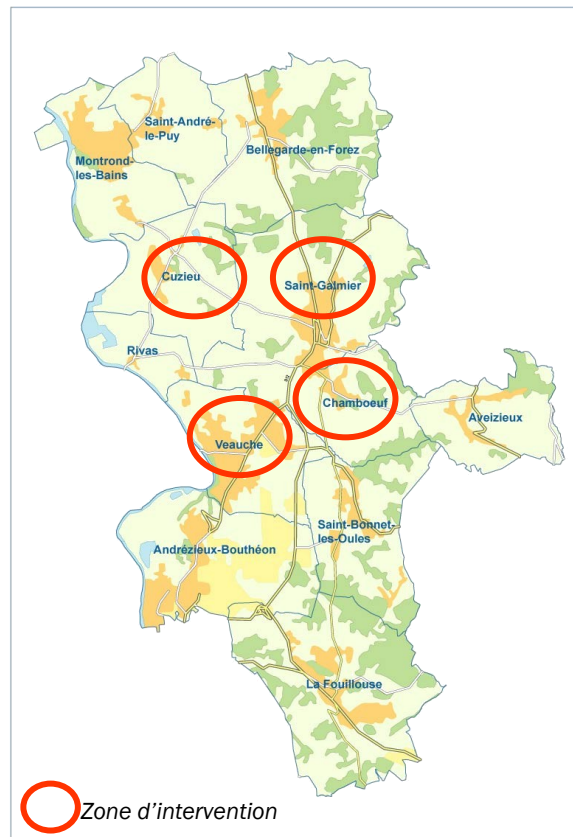 Saint-André-
le-Puy
Bellegarde-en-Forez
Montrond-
les-Bains
Cuzieu
Saint-Galmier
Rivas
Chamboeuf
Aveizieux
Veauche
Saint-Bonnet-
les-Oules
Andrézieux-Bouthéon
La Fouillouse
Zone d'intervention